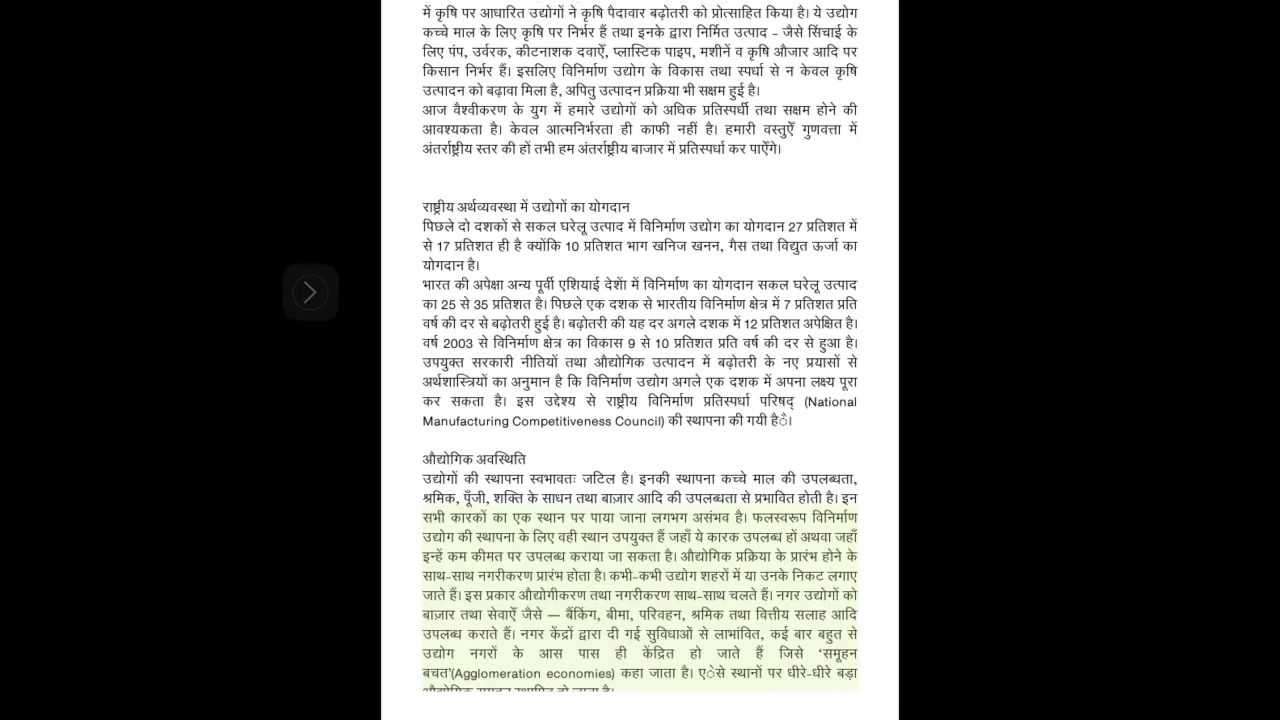 में कृषि पर आधारित उद्योगों ने कृषि पैदावार बढ़ोतरी को प्रोत्साहित किया है। ये उद्योग
कच्चे माल के लिए कृषि पर निर्भर हैं तथा इनके द्वारा निर्मित उत्पाद - जैसे सिंचाई के
लिए पंप, उर्वरक, कीटनाशक दवाएँ, प्लास्टिक पाइप, मशीनें व कृषि औजार आदि पर
किसान निर्भर हैं। इसलिए विनिर्माण उद्योग के विकास तथा स्पर्धा से न केवल कृषि
उत्पादन को बढ़ावा मिला है, अपितु उत्पादन प्रक्रिया भी सक्षम हुई है।
आज वैश्वीकरण के युग में हमारे उद्योगों को अधिक प्रतिस्पर्धी तथा सक्षम होने की
आवश्यकता है। केवल आत्मनिर्भरता ही काफी नहीं है। हमारी वस्तुएँ गुणवत्ता में
अंतर्राष्ट्रीय स्तर की हों तभी हम अंतर्राष्ट्रीय बाजार में प्रतिस्पर्धा कर पाएँगे।
राष्ट्रीय अर्थव्यवस्था में उद्योगों का योगदान
पिछले दो दशकों से सकल घरेलू उत्पाद में विनिर्माण उद्योग का योगदान 27 प्रतिशत में
से 17 प्रतिशत ही है क्योंकि 10 प्रतिशत भाग खनिज खनन, गैस तथा विद्युत ऊर्जा का
योगदान है।
भारत की अपेक्षा अन्य पूर्वी एशियाई देशेां में विनिर्माण का योगदान सकल घरेलू उत्पाद
का 25 से 35 प्रतिशत है। पिछले एक दशक से भारतीय विनिर्माण क्षेत्र में 7 प्रतिशत प्रति
वर्ष की दर से बढ़ोतरी हुई है। बढ़ोतरी की यह दर अगले दशक में 12 प्रतिशत अपेक्षित है।
वर्ष 2003 से विनिर्माण क्षेत्र का विकास 9 से 10 प्रतिशत प्रति वर्ष की दर से हुआ है।
उपयुक्त सरकारी नीतियों तथा औद्योगिक उत्पादन में बढ़ोतरी के नए प्रयासों से
अर्थशास्त्रियों का अनुमान है कि विनिर्माण उद्योग अगले एक दशक में अपना लक्ष्य पूरा
कर सकता है। इस उद्देश्य से राष्ट्रीय विनिर्माण प्रतिस्पर्धा परिषद् (National
Manufacturing Competitiveness Council) की स्थापना की गयी हैै।
औद्योगिक अवस्थिति
उद्योगों की स्थापना स्वभावतः जटिल है। इनकी स्थापना कच्चे माल की उपलब्धता,
श्रमिक, पूँजी, शक्ति के साधन तथा बाज़ार आदि की उपलब्धता से प्रभावित होती है। इन
सभी कारकों का एक स्थान पर पाया जाना लगभग असंभव है। फलस्वरूप विनिर्माण
उद्योग की स्थापना के लिए वही स्थान उपयुक्त हैं जहाँ ये कारक उपलब्ध हों अथवा जहाँ
इन्हें कम कीमत पर उपलब्ध कराया जा सकता है। औद्योगिक प्रक्रिया के प्रारंभ होने के
साथ-साथ नगरीकरण प्रारंभ होता है। कभी-कभी उद्योग शहरों में या उनके निकट लगाए
जाते हैं। इस प्रकार औद्योगीकरण तथा नगरीकरण साथ-साथ चलते हैं। नगर उद्योगों को
बाज़ार तथा सेवाएँ जैसे — बैंकिंग, बीमा, परिवहन, श्रमिक तथा वित्तीय सलाह आदि
उपलब्ध कराते हैं। नगर केंद्रों द्वारा दी गई सुविधाओं से लाभांवित, कई बार बहुत से
उद्योग नगरों के आस पास ही केंद्रित हो जाते हैं जिसे ‘समूहन
बचत’(Agglomeration economies) कहा जाता है। एेसे स्थानों पर धीरे-धीरे बड़ा